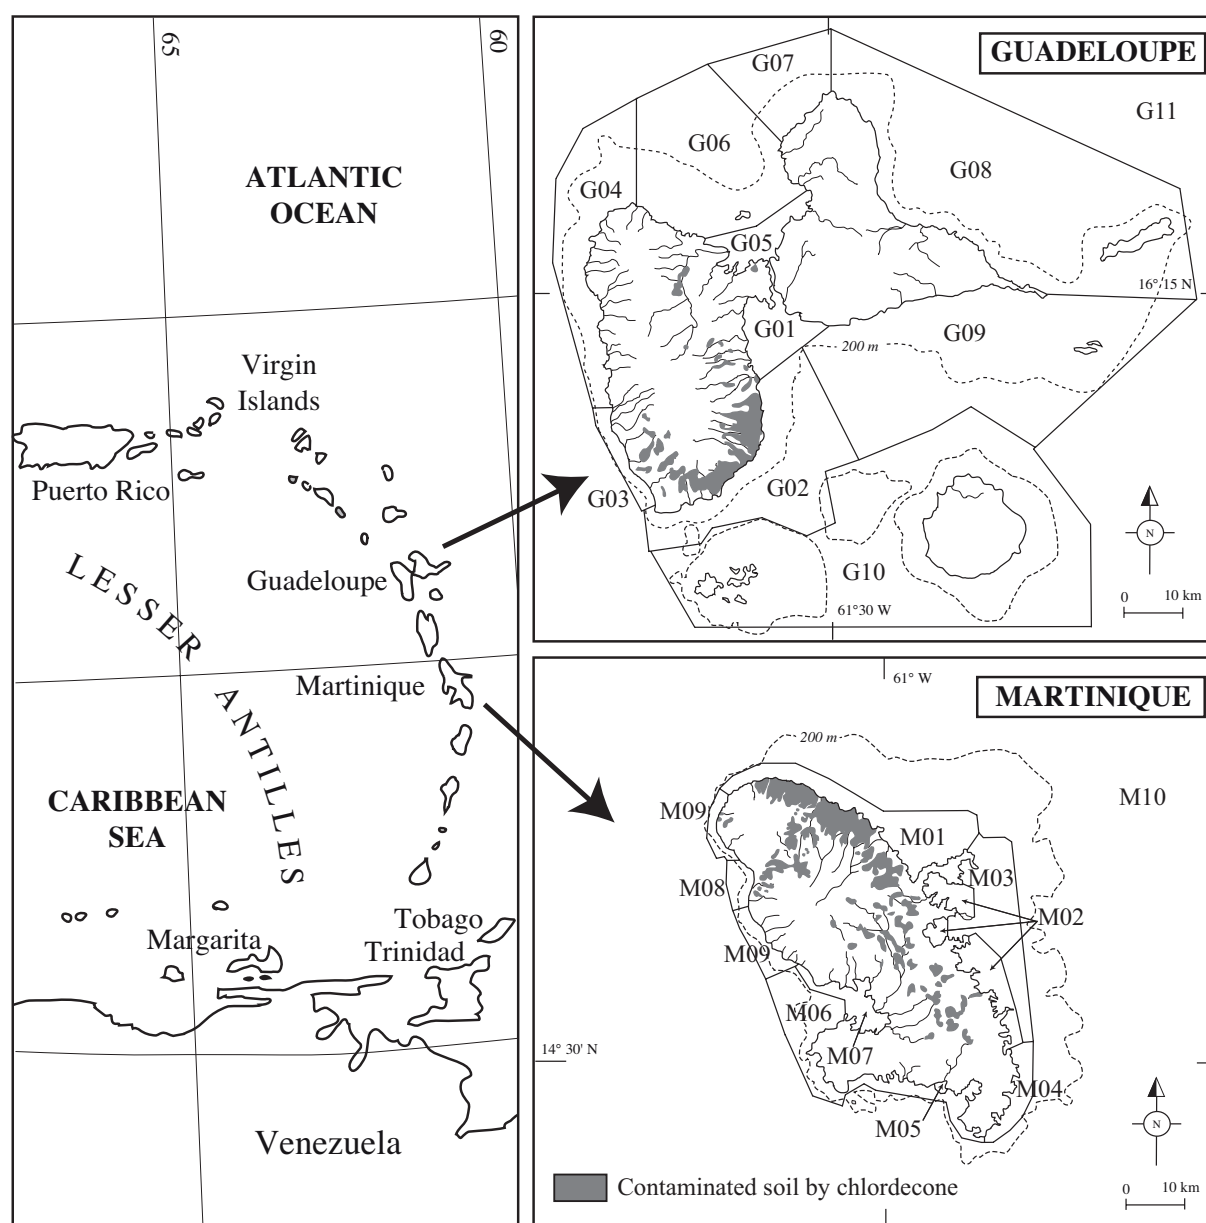 65
60
ATLANTIC
OCEAN
Virgin
Islands
Puerto Rico
Guadeloupe
LESSER
ANTILLES
Martinique
CARIBBEAN
SEA
Tobago
Trinidad
Margarita
Venezuela
GUADELOUPE
G07
G11
G06
G08
G04
G05
16° 15 N
G01
G09
200 m
G03
G02
G10
61°30 W
N
0
10 km
MARTINIQUE
61° W
200 m
M10
M09
M01
M03
M08
M02
M09
M06
14° 30' N
M07
M04
M05
N
Contaminated soil by chlordecone
0
10 km